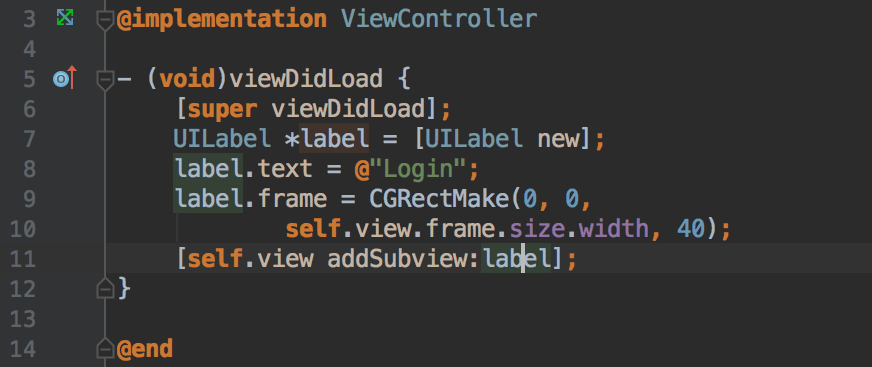 3 @implementation ViewController
4
5 - (void)viewDidLoad {
6 [super viewDidLoad];
7 UILabel *label = [UILabel new];
8 label.text = @"Login";
9 label.frame = CGRectMake(0, 0,
10 self.view.frame.size.width, 40);
11 [self.view addSubview:label];
12 }
13
14 @end